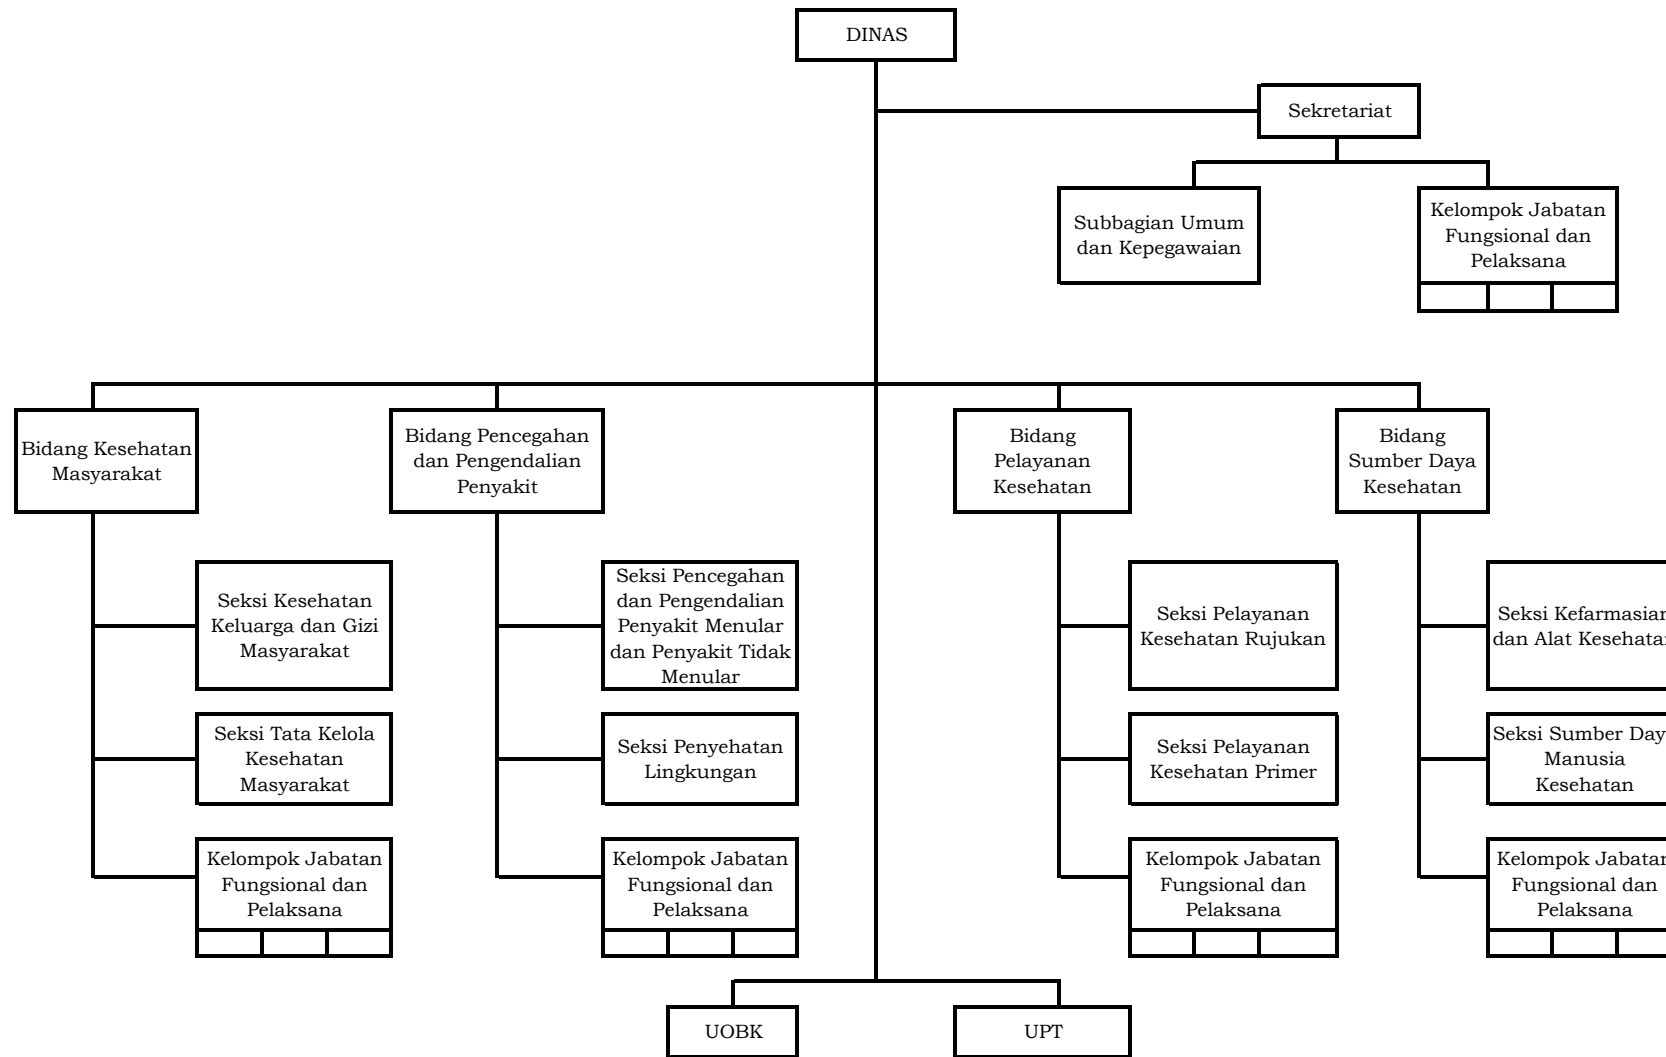 DINAS
Sekretariat
Subbagian Umum
dan Kepegawaian
Kelompok Jabatan
Fungsional dan
Pelaksana
Bidang Kesehatan
Masyarakat
Bidang Pencegahan
dan Pengendalian
Penyakit
Bidang
Pelayanan
Kesehatan
Bidang
Sumber Daya
Kesehatan
Seksi Kesehatan
Keluarga dan Gizi
Masyarakat
Seksi Pencegahan
dan Pengendalian
Penyakit Menular
dan Penyakit Tidak
Menular
Seksi Pelayanan
Kesehatan Rujukan
Seksi Kefarmasian
dan Alat Kesehatan
Seksi Tata Kelola
Kesehatan
Masyarakat
Seksi Penyehatan
Lingkungan
Seksi Pelayanan
Kesehatan Primer
Seksi Sumber Day
Manusia
Kesehatan
Kelompok Jabatan
Fungsional dan
Pelaksana
Kelompok Jabatan
Fungsional dan
Pelaksana
Kelompok Jabatan
Fungsional dan
Pelaksana
Kelompok Jabatan
Fungsional dan
Pelaksana
UOBK
UPT